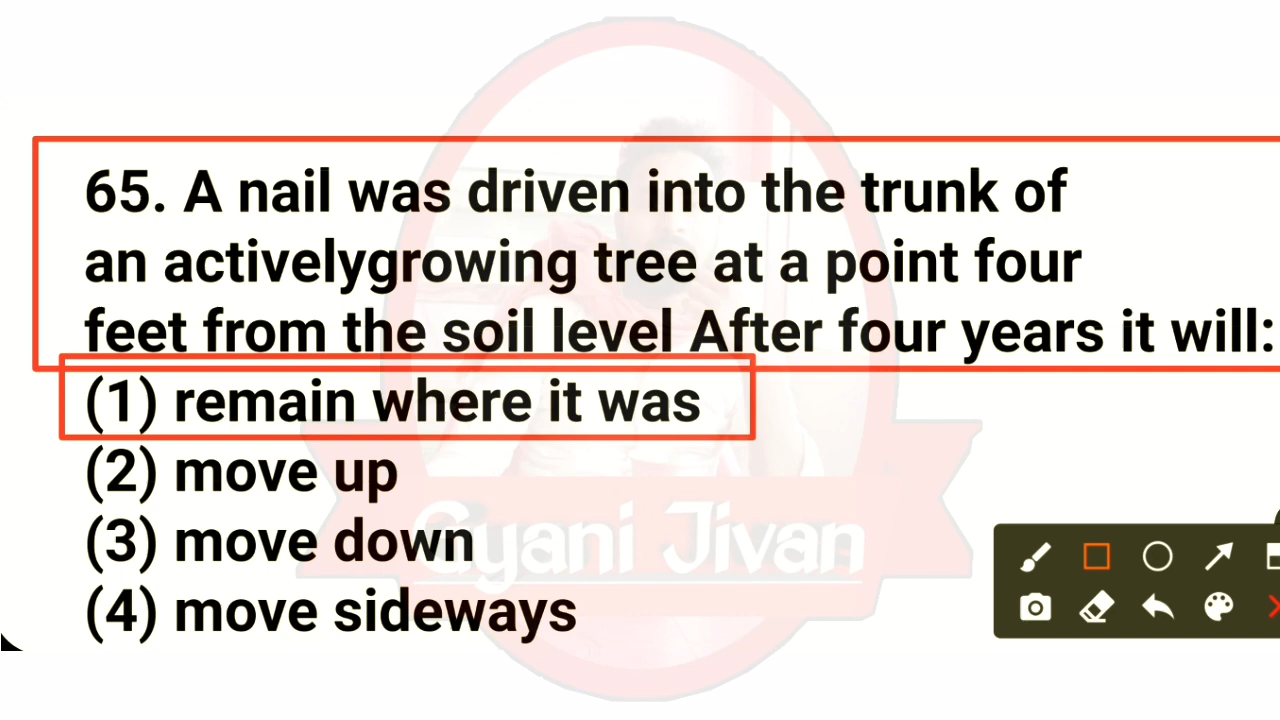 65. A nail was driven into the trunk of
an activelygrowing tree at a point four
feet from the soil level After four years it will:
(1) remain where it was
(2) move up
(3) move down
(4) move sideways
Gyani Jivan